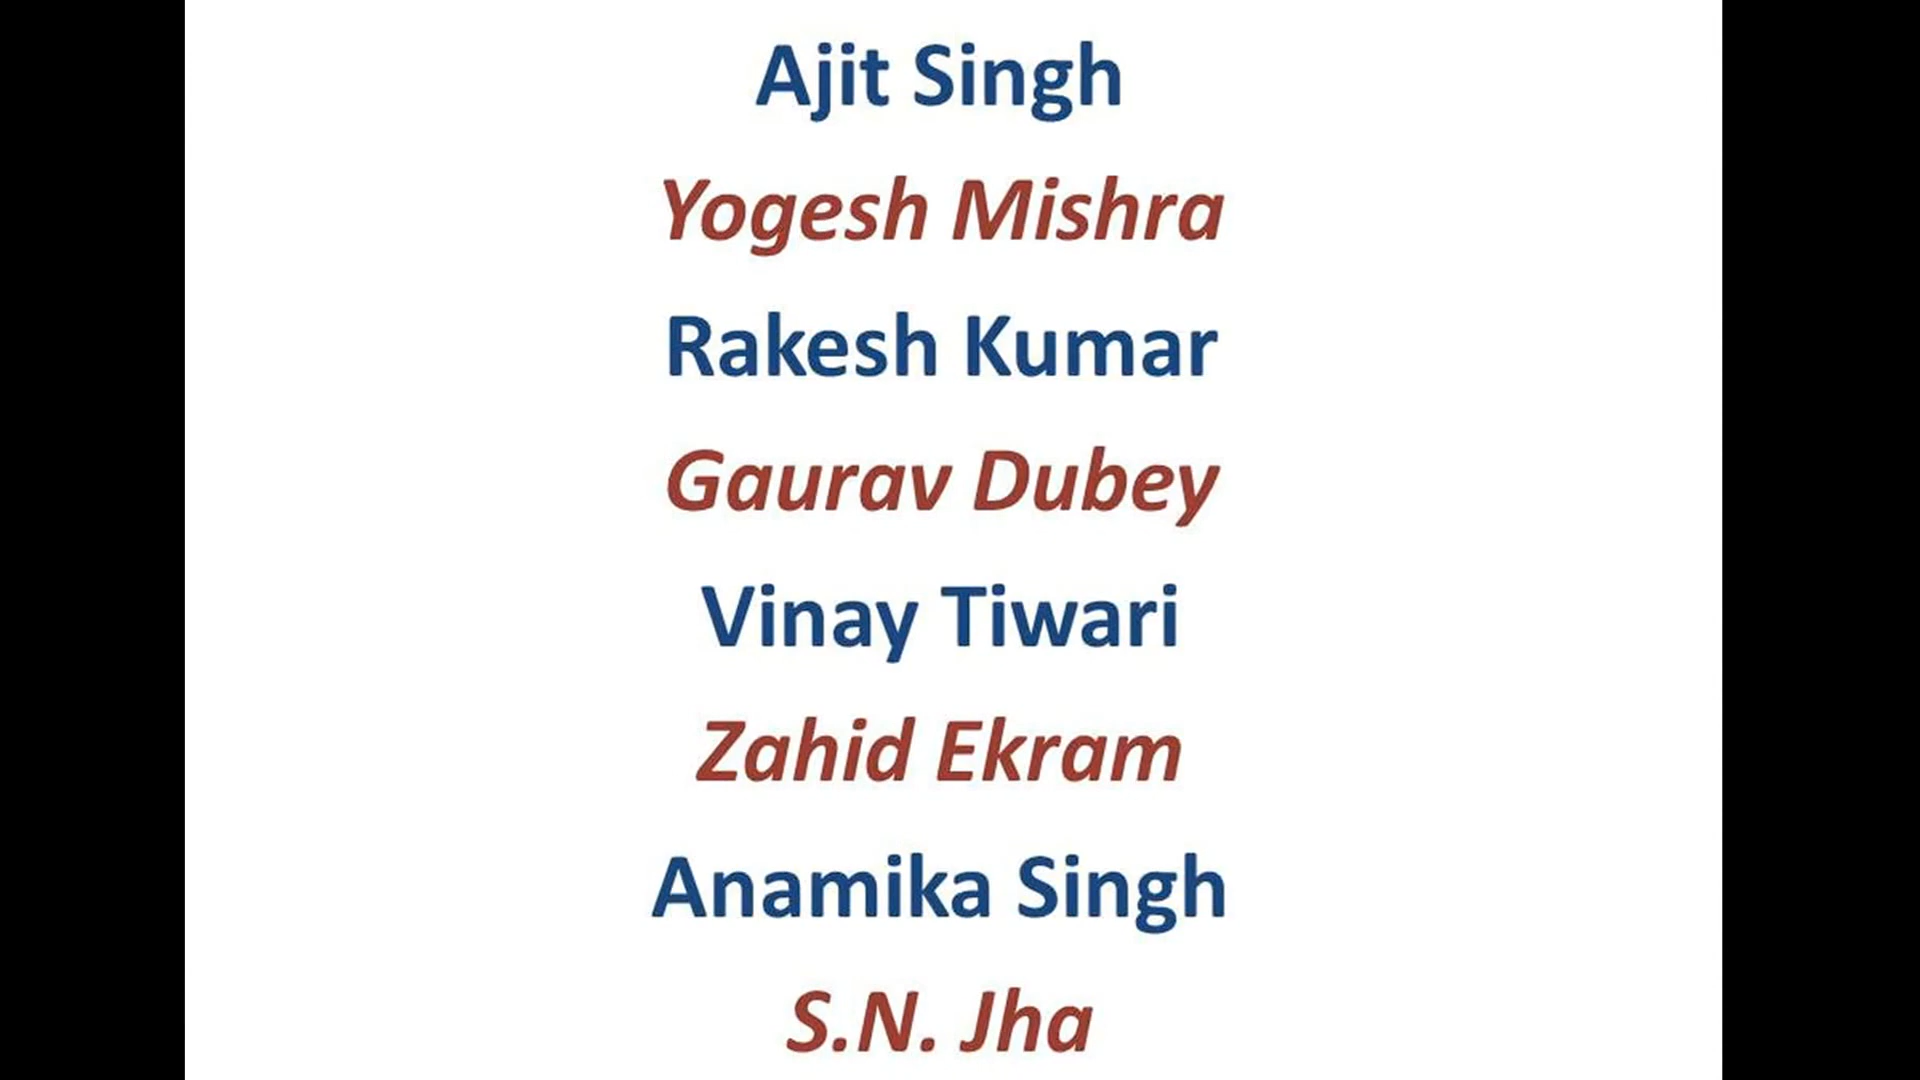 Ajit Singh
Yogesh Mishra
Rakesh Kumar
Gaurav Dubey
Vinay Tiwari
Zahid Ekram
Anamika Singh
S.N. Jha